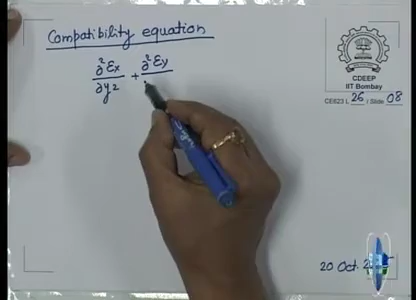 Compatibility equation
∂²εx/∂y² + ∂²εy
CDEEP
IIT Bombay
CE623 L 26 / Slide 08
20 Oct